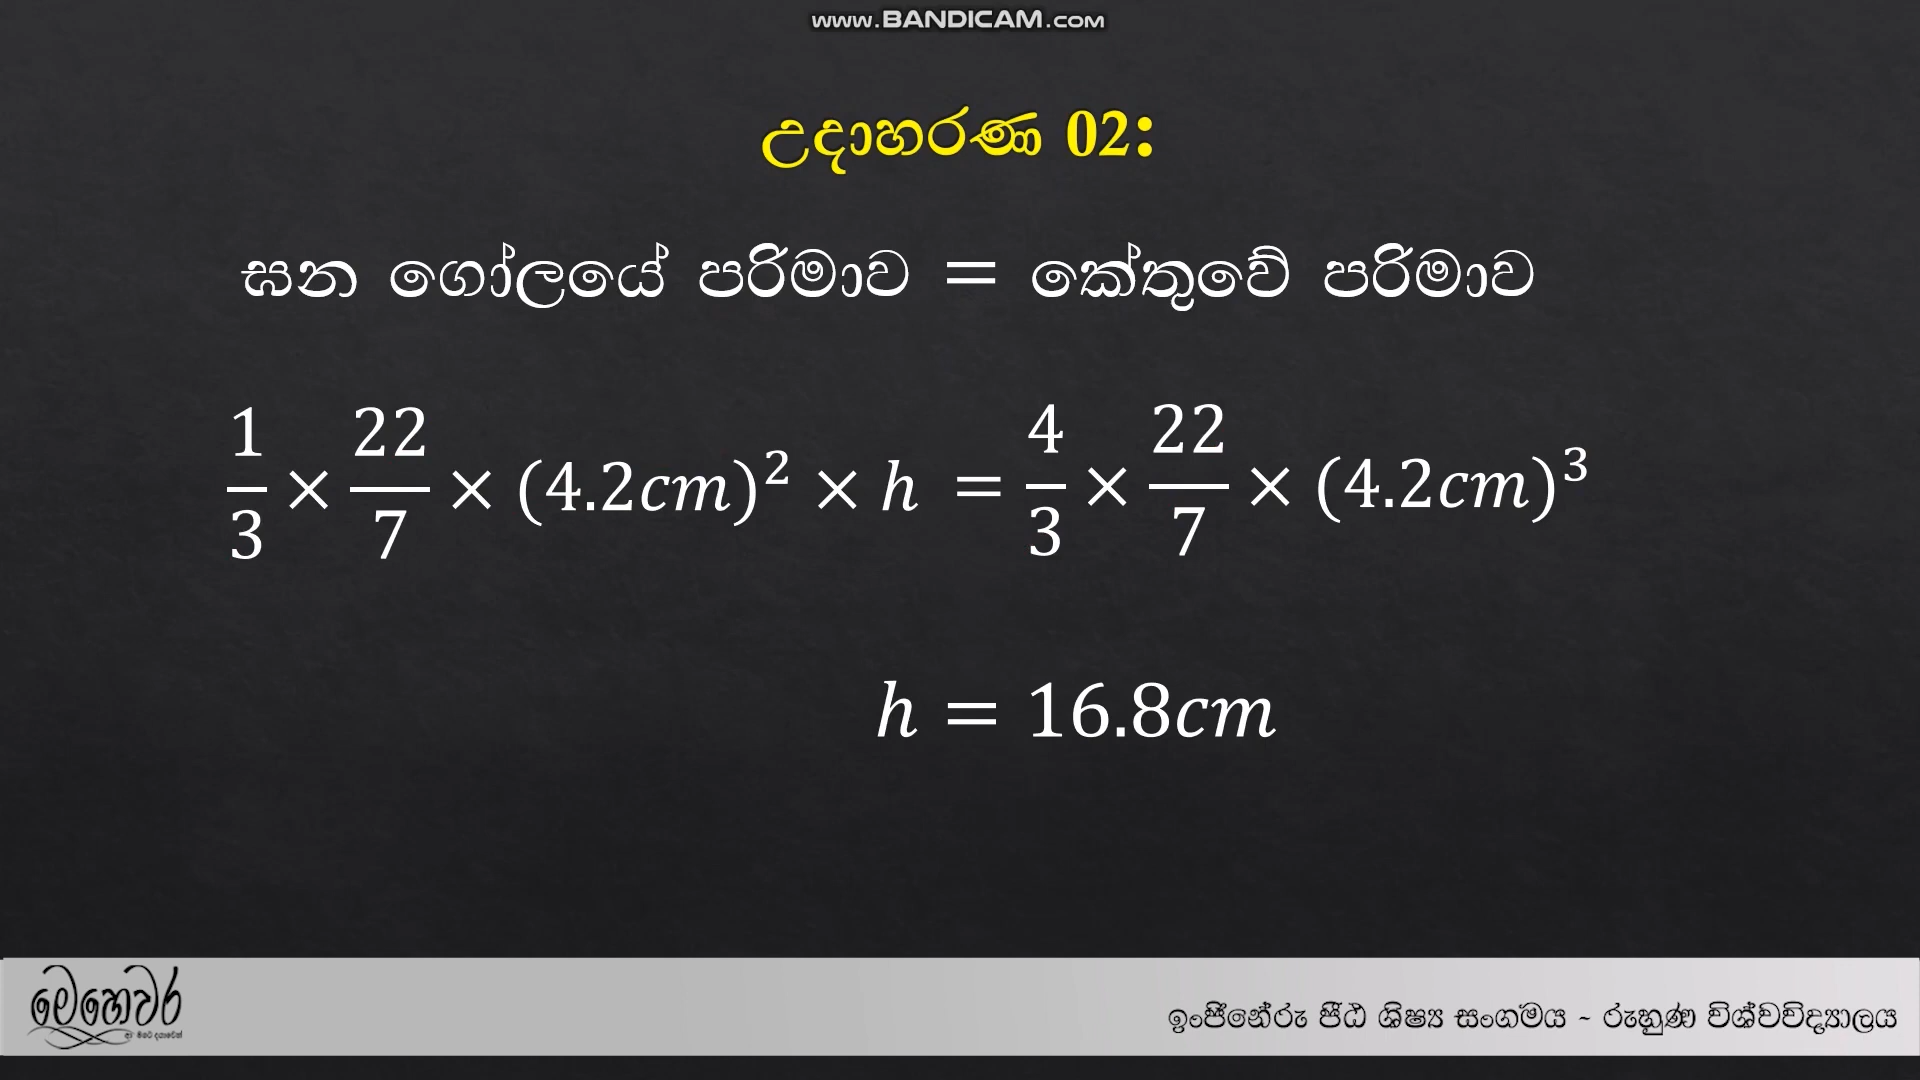 www.BANDICAM.com
උදාහරණ 02:
ඝන ගෝලයේ පරිමාව = කේතුවේ පරිමාව
1/3 × 22/7 × (4.2cm)² × h = 4/3 × 22/7 × (4.2cm)³
h = 16.8cm
මෙහෙවර
ඉංජිනේරු පීඨ ශිෂ්‍ය සංගමය ~ රුහුණ විශ්වවිද්‍යාලය